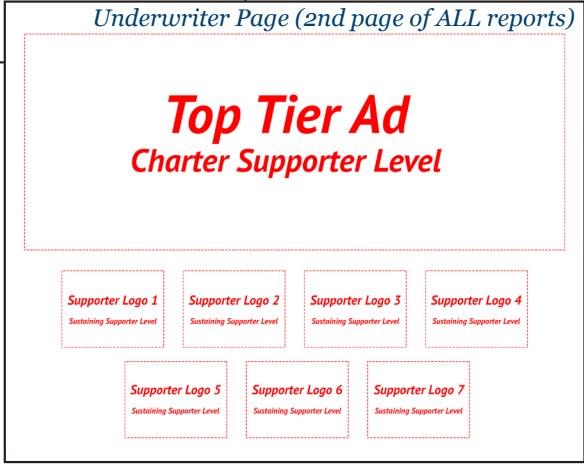 Underwriter Page (2nd page of ALL reports)
Top Tier Ad
Charter Supporter Level
Supporter Logo 1
Sustaining Supporter Level
Supporter Logo 2
Sustaining Supporter Level
Supporter Logo 3
Sustaining Supporter Level
Supporter Logo 4
Sustaining Supporter Level
Supporter Logo 5
Sustaining Supporter Level
Supporter Logo 6
Sustaining Supporter Level
Supporter Logo 7
Sustaining Supporter Level